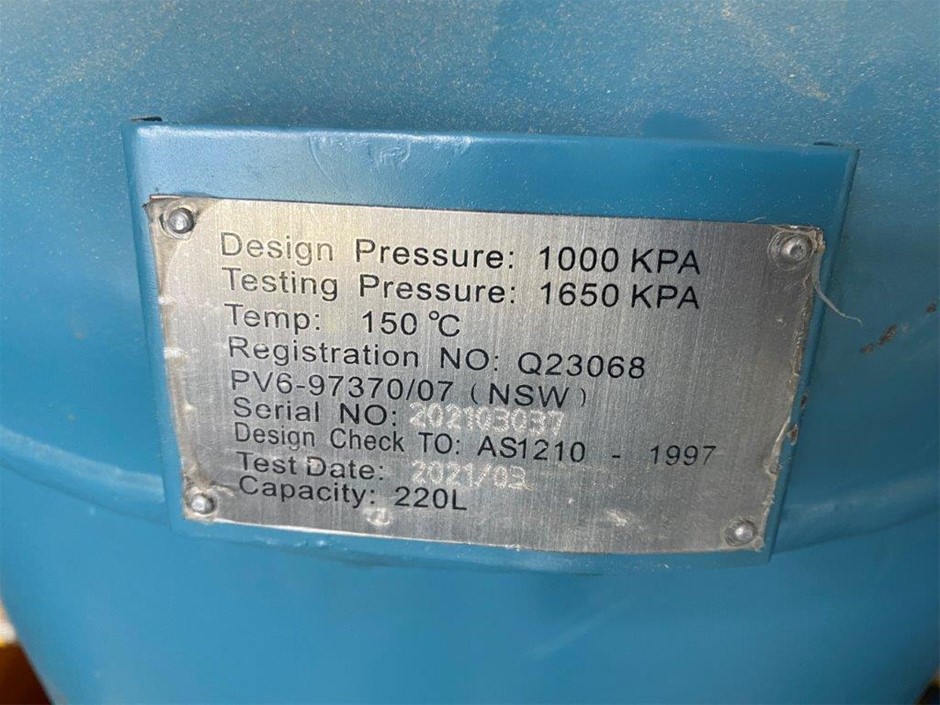 Design Pressure: 1000 KPA
Testing Pressure: 1650 KPA
Temp: 150 °C
Registration NO: Q23068
PV6-97370/07 (NSW)
Serial NO: 202103037
Design Check TO: AS1210 - 1997
Test Date: 2021/03
Capacity: 220L